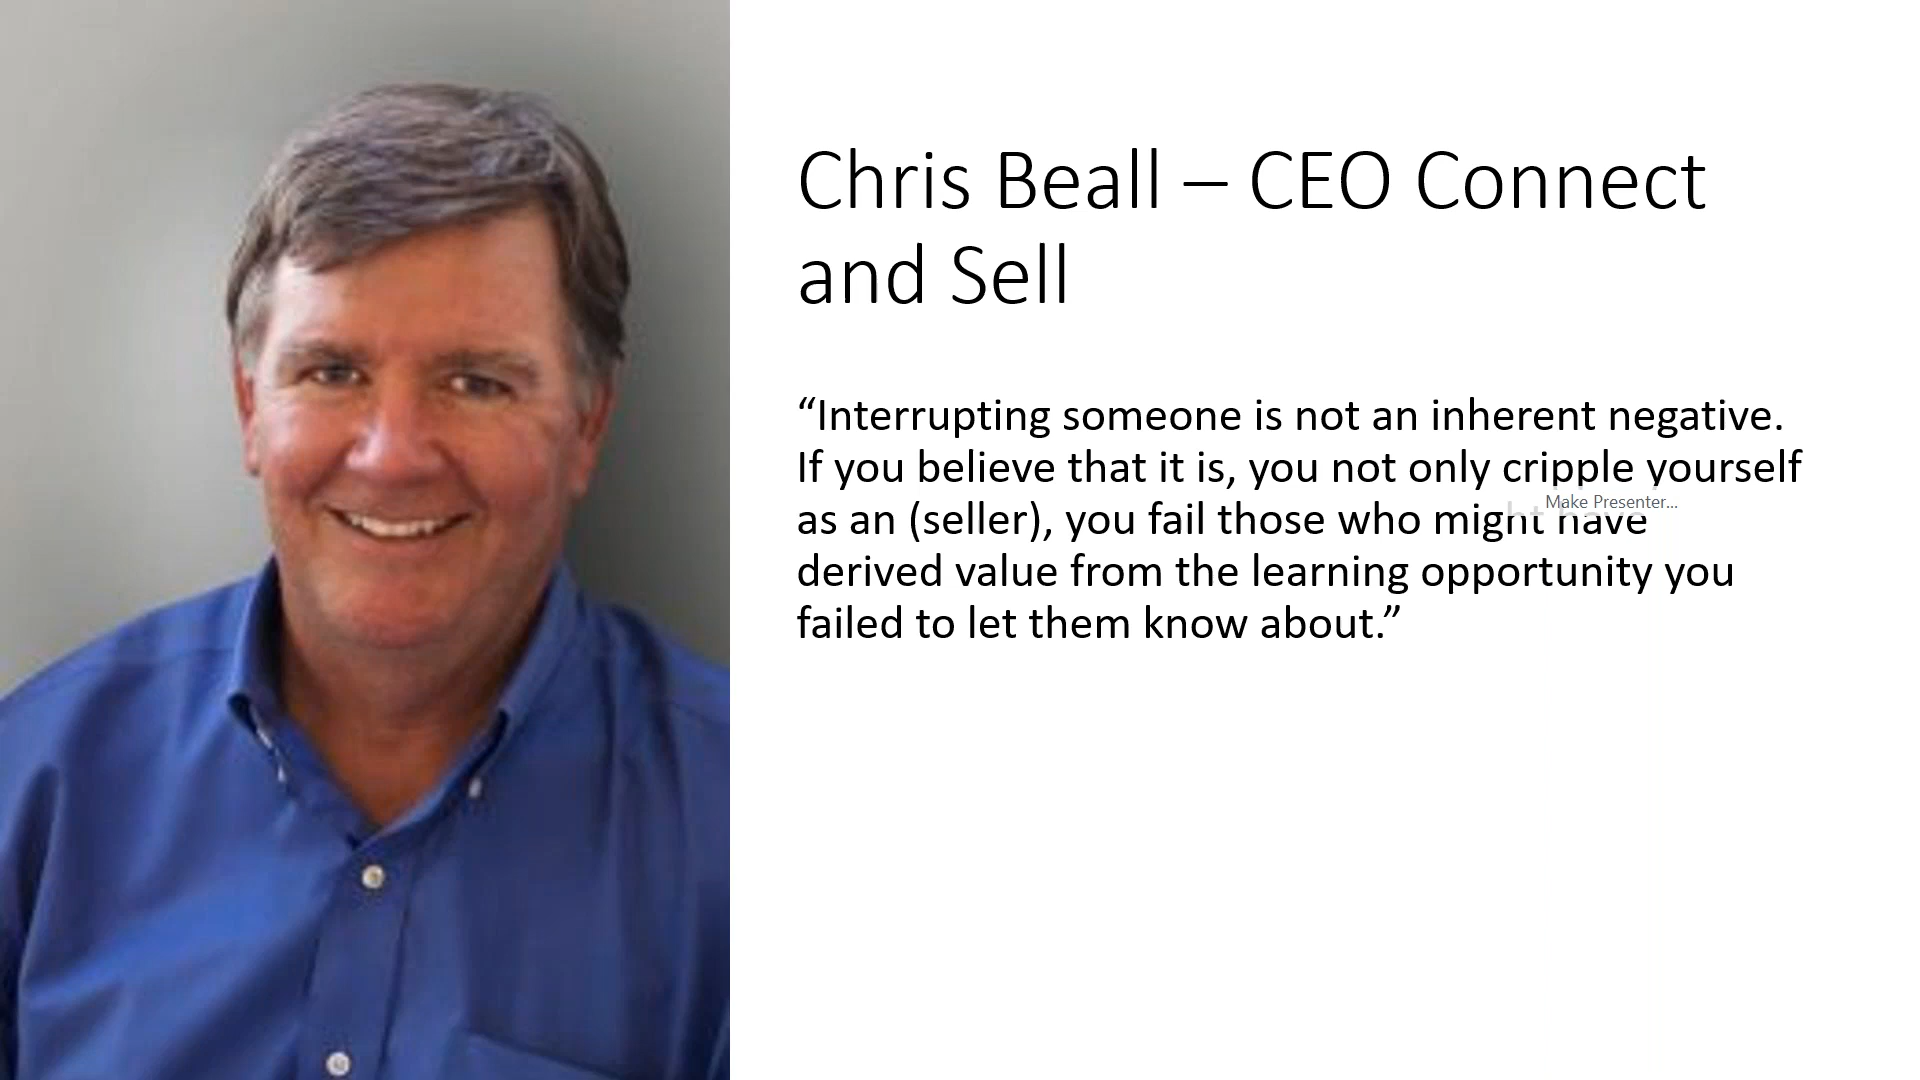 Chris Beall – CEO Connect
and Sell
“Interrupting someone is not an inherent negative.
If you believe that it is, you not only cripple yourself
Make Presenter...
as an (seller), you fail those who might have
derived value from the learning opportunity you
failed to let them know about.”